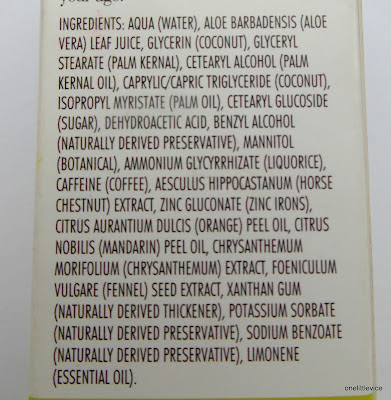 your age.
INGREDIENTS: AQUA (WATER), ALOE BARBADENSIS (ALOE
VERA) LEAF JUICE, GLYCERIN (COCONUT), GLYCERYL
STEARATE (PALM KERNAL), CETEARYL ALCOHOL (PALM
KERNAL OIL), CAPRYLIC/CAPRIC TRIGLYCERIDE (COCONUT),
ISOPROPYL MYRISTATE (PALM OIL), CETEARYL GLUCOSIDE
(SUGAR), DEHYDROACETIC ACID, BENZYL ALCOHOL
(NATURALLY DERIVED PRESERVATIVE), MANNITOL
(BOTANICAL), AMMONIUM GLYCYRRHIZATE (LIQUORICE),
CAFFEINE (COFFEE), AESCULUS HIPPOCASTANUM (HORSE
CHESTNUT) EXTRACT, ZINC GLUCONATE (ZINC IRONS),
CITRUS AURANTIUM DULCIS (ORANGE) PEEL OIL, CITRUS
NOBILIS (MANDARIN) PEEL OIL, CHRYSANTHEMUM
MORIFOLIUM (CHRYSANTHEMUM) EXTRACT, FOENICULUM
VULGARE (FENNEL) SEED EXTRACT, XANTHAN GUM
(NATURALLY DERIVED THICKENER), POTASSIUM SORBATE
(NATURALLY DERIVED PRESERVATIVE), SODIUM BENZOATE
(NATURALLY DERIVED PRESERVATIVE), LIMONENE
(ESSENTIAL OIL).
onelittlevice